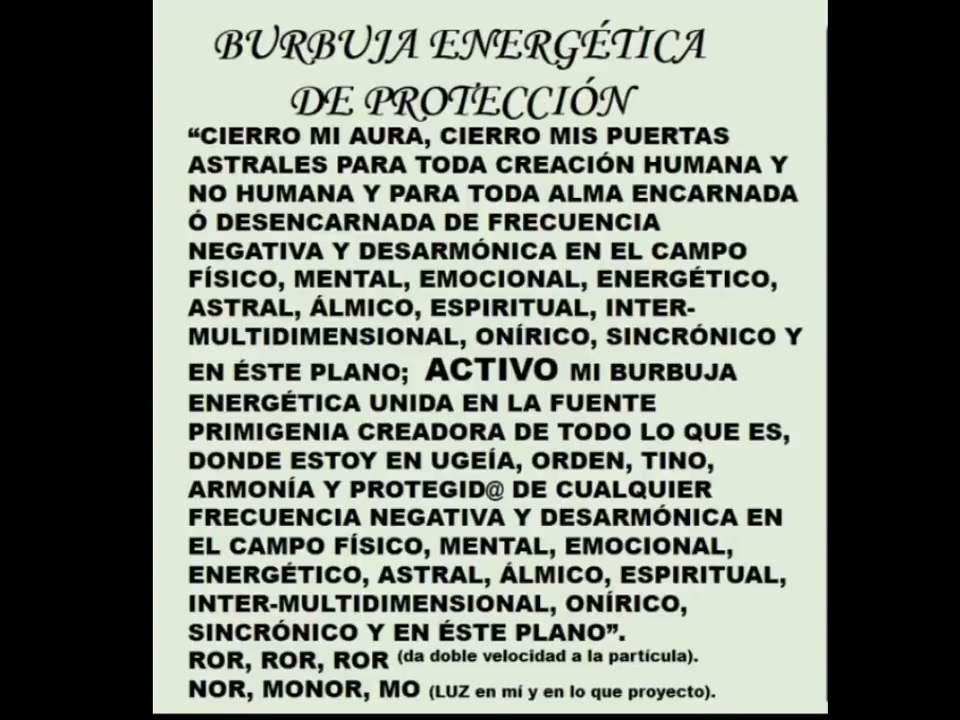 BURBUJA ENERGÉTICA
DE PROTECCIÓN
“CIERRO MI AURA, CIERRO MIS PUERTAS
ASTRALES PARA TODA CREACIÓN HUMANA Y
NO HUMANA Y PARA TODA ALMA ENCARNADA
Ó DESENCARNADA DE FRECUENCIA
NEGATIVA Y DESARMÓNICA EN EL CAMPO
FÍSICO, MENTAL, EMOCIONAL, ENERGÉTICO,
ASTRAL, ÁLMICO, ESPIRITUAL, INTER-
MULTIDIMENSIONAL, ONÍRICO, SINCRÓNICO Y
EN ÉSTE PLANO; ACTIVO MI BURBUJA
ENERGÉTICA UNIDA EN LA FUENTE
PRIMIGENIA CREADORA DE TODO LO QUE ES,
DONDE ESTOY EN UGEÍA, ORDEN, TINO,
ARMONÍA Y PROTEGID@ DE CUALQUIER
FRECUENCIA NEGATIVA Y DESARMÓNICA EN
EL CAMPO FÍSICO, MENTAL, EMOCIONAL,
ENERGÉTICO, ASTRAL, ÁLMICO, ESPIRITUAL,
INTER-MULTIDIMENSIONAL, ONÍRICO,
SINCRÓNICO Y EN ÉSTE PLANO”.
ROR, ROR, ROR (da doble velocidad a la partícula).
NOR, MONOR, MO (LUZ en mí y en lo que proyecto).